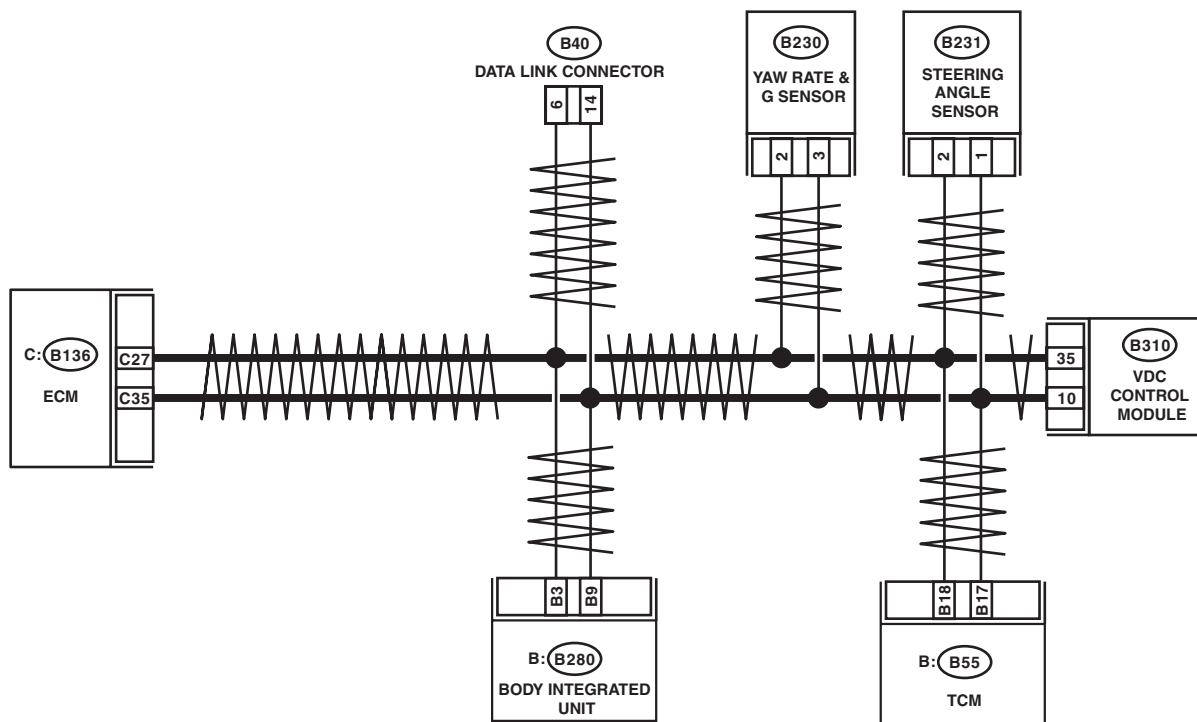 B40
DATA LINK CONNECTOR
6
14
B230
YAW RATE &
G SENSOR
2
3
B231
STEERING
ANGLE
SENSOR
2
1
C: B136
ECM
C27
C35
35
10
B310
VDC
CONTROL
MODULE
B3
B9
B: B280
BODY INTEGRATED
UNIT
B18
B17
B: B55
TCM